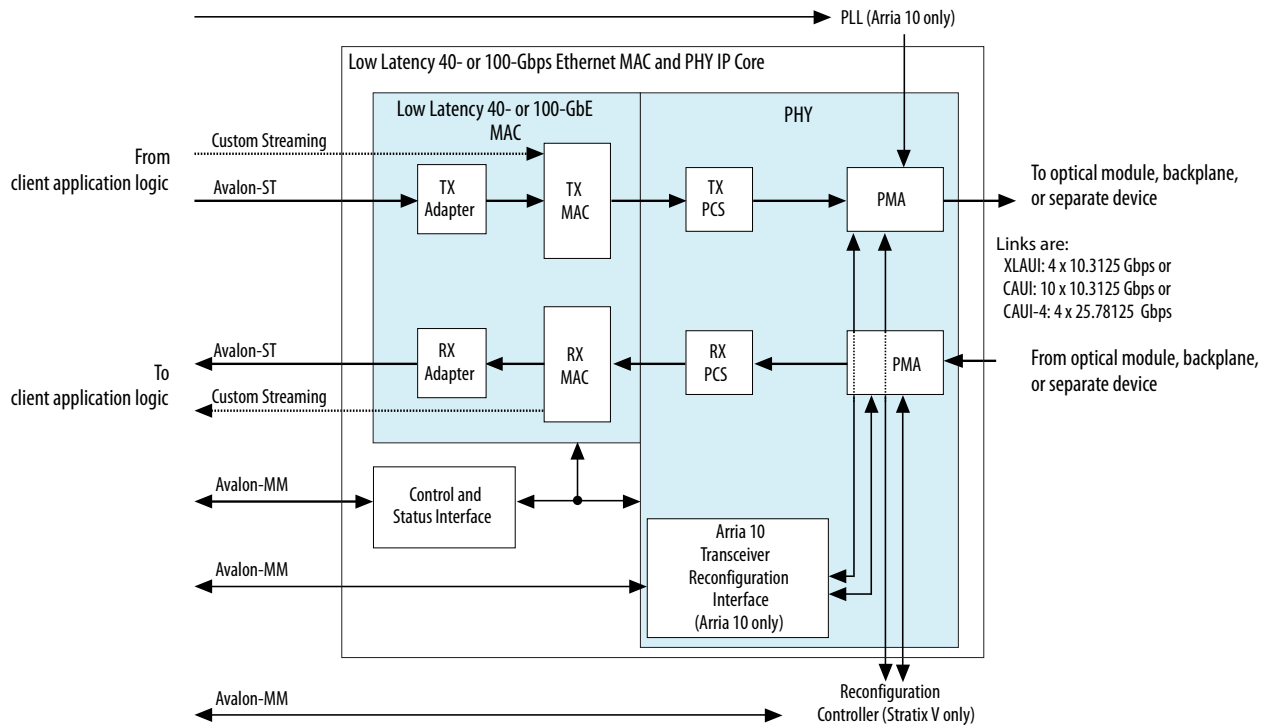 PLL (Arria 10 only)
Low Latency 40- or 100-Gbps Ethernet MAC and PHY IP Core
Low Latency 40- or 100-GbE
MAC
PHY
Custom Streaming
From
client application logic
Avalon-ST
TX
Adapter
TX
MAC
TX
PCS
PMA
To optical module, backplane,
or separate device
Links are:
XLAUI: 4 x 10.3125 Gbps or
CAUI: 10 x 10.3125 Gbps or
CAUI-4: 4 x 25.78125 Gbps
Avalon-ST
To
client application logic
Custom Streaming
RX
Adapter
RX
MAC
RX
PCS
PMA
From optical module, backplane,
or separate device
Avalon-MM
Control and
Status Interface
Avalon-MM
Arria 10
Transceiver
Reconfiguration
Interface
(Arria 10 only)
Avalon-MM
Reconfiguration
Controller (Stratix V only)